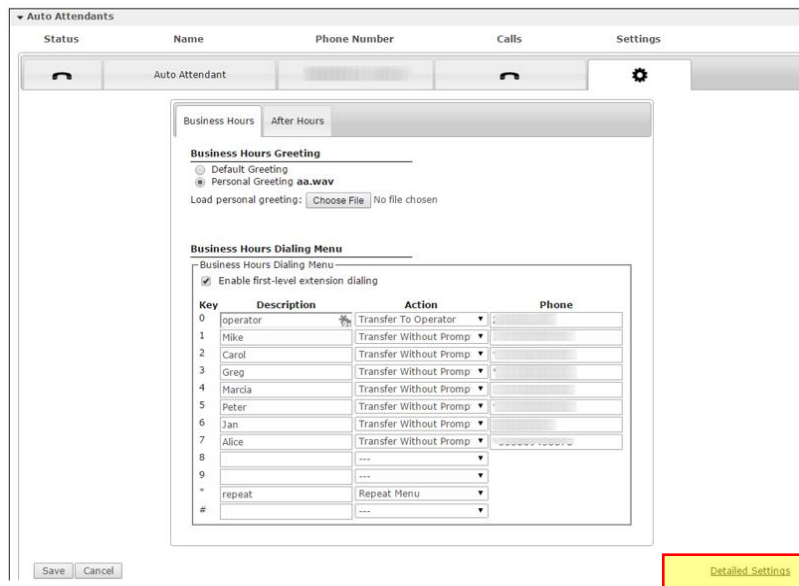 Auto Attendants
Status Name Phone Number Calls Settings
Auto Attendant
Business Hours After Hours
Business Hours Greeting
Default Greeting
Personal Greeting aa.wav
Load personal greeting: Choose File No file chosen
Business Hours Dialing Menu
Business Hours Dialing Menu
Enable first-level extension dialing
Key Description Action Phone
0 operator Transfer To Operator
1 Mike Transfer Without Promp
2 Carol Transfer Without Promp
3 Greg Transfer Without Promp
4 Marcia Transfer Without Promp
5 Peter Transfer Without Promp
6 Jan Transfer Without Promp
7 Alice Transfer Without Promp
8 ---
9 ---
* repeat Repeat Menu
# ---
Save Cancel Detailed Settings